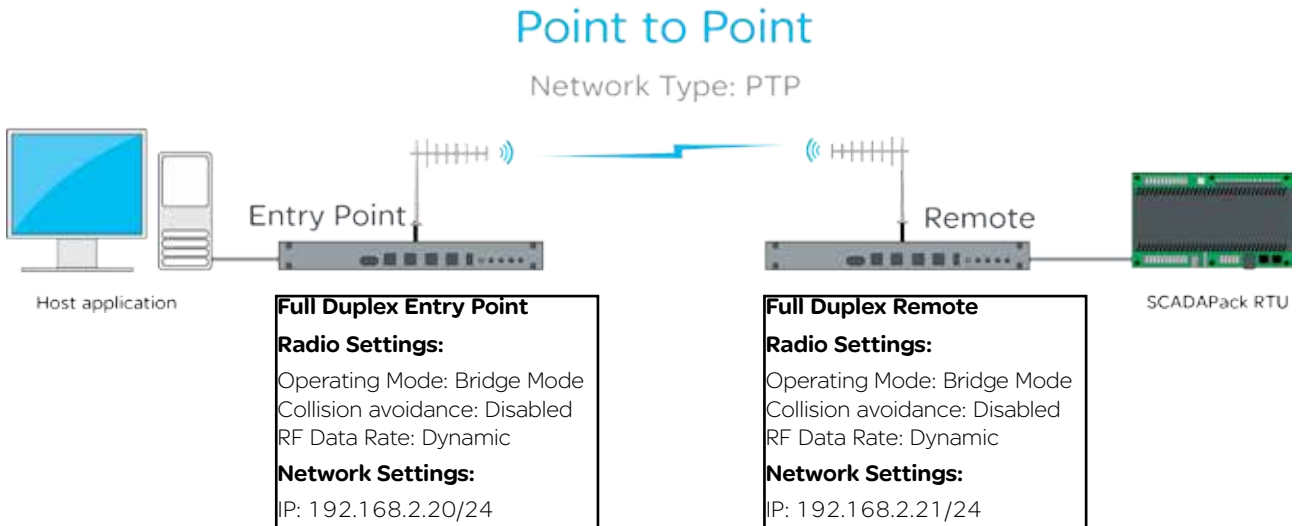 Point to Point
Network Type: PTP
Entry Point
Remote
Host application
SCADAPack RTU
Full Duplex Entry Point
Radio Settings:
Operating Mode: Bridge Mode
Collision avoidance: Disabled
RF Data Rate: Dynamic
Network Settings:
IP: 192.168.2.20/24
Full Duplex Remote
Radio Settings:
Operating Mode: Bridge Mode
Collision avoidance: Disabled
RF Data Rate: Dynamic
Network Settings:
IP: 192.168.2.21/24